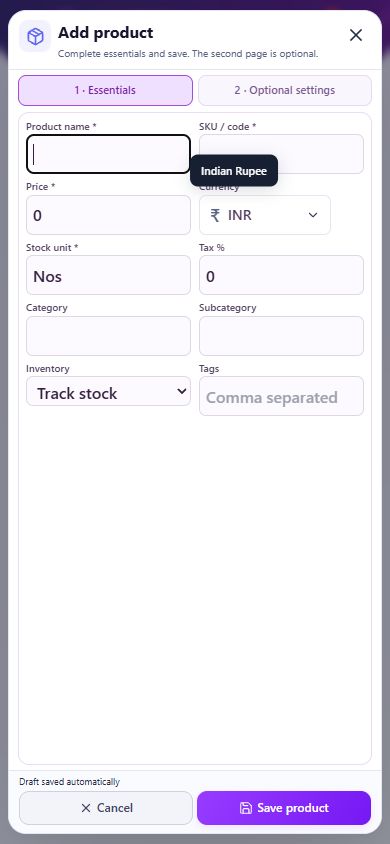 Add product
Complete essentials and save. The second page is optional.
1 · Essentials
2 · Optional settings
Product name *
SKU / code *
Indian Rupee
Price *
Currency
0
₹ INR
Stock unit *
Tax %
Nos
0
Category
Subcategory
Inventory
Tags
Track stock
Comma separated
Draft saved automatically
Cancel
Save product